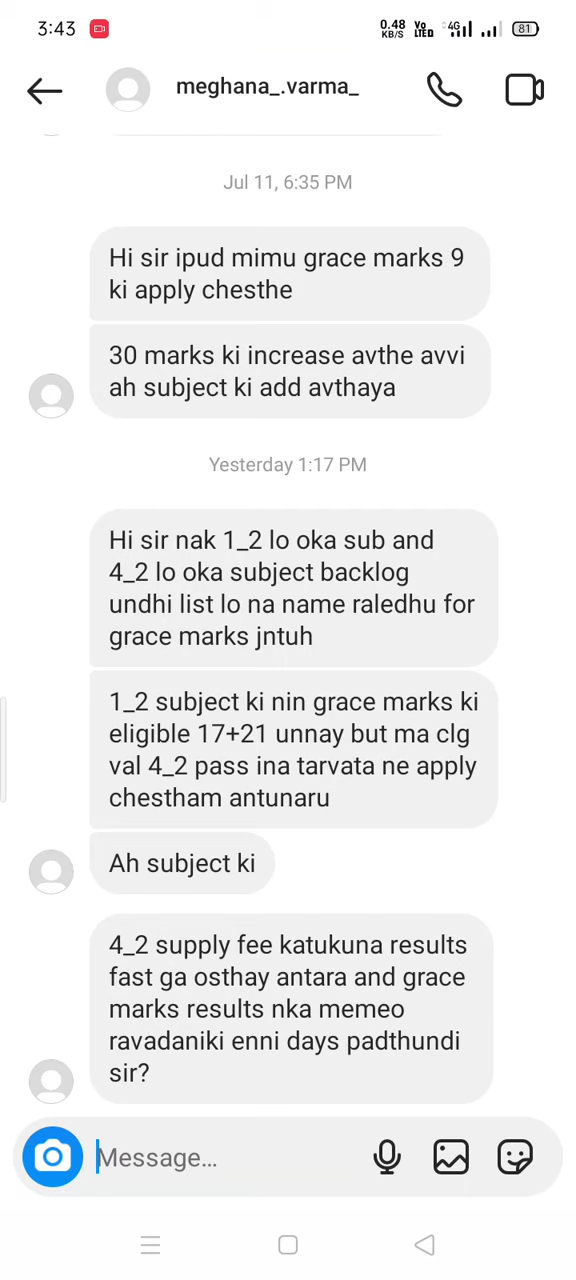 3:43
0.48 KB/S VoLTED 4G 81
meghana_.varma_
Jul 11, 6:35 PM
Hi sir ipud mimu grace marks 9
ki apply chesthe
30 marks ki increase avthe avvi
ah subject ki add avthaya
Yesterday 1:17 PM
Hi sir nak 1_2 lo oka sub and
4_2 lo oka subject backlog
undhi list lo na name raledhu for
grace marks jntuh
1_2 subject ki nin grace marks ki
eligible 17+21 unnay but ma clg
val 4_2 pass ina tarvata ne apply
chestham antunaru
Ah subject ki
4_2 supply fee katukuna results
fast ga osthay antara and grace
marks results nka memeo
ravadaniki enni days padthundi
sir?
Message...